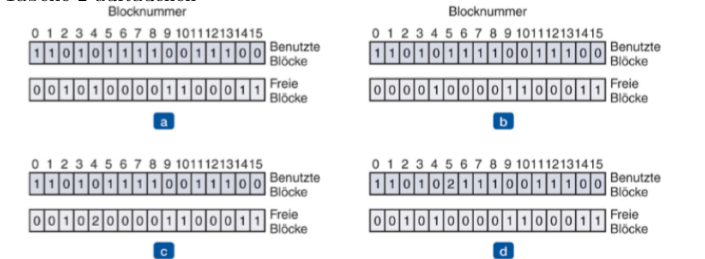 Blocknummer
0 1 2 3 4 5 6 7 8 9 10 11 12 13 14 15
1 1 0 1 0 1 1 1 1 0 0 1 1 1 0 0 Benutzte
Blöcke
0 0 1 0 1 0 0 0 0 1 1 0 0 0 1 1 Freie
Blöcke
a
Blocknummer
0 1 2 3 4 5 6 7 8 9 10 11 12 13 14 15
1 1 0 1 0 1 1 1 1 0 0 1 1 1 0 0 Benutzte
Blöcke
0 0 0 0 1 0 0 0 0 1 1 0 0 0 1 1 Freie
Blöcke
b
0 1 2 3 4 5 6 7 8 9 10 11 12 13 14 15
1 1 0 1 0 1 1 1 1 0 0 1 1 1 0 0 Benutzte
Blöcke
0 0 1 0 2 0 0 0 0 1 1 0 0 0 1 1 Freie
Blöcke
c
0 1 2 3 4 5 6 7 8 9 10 11 12 13 14 15
1 1 0 1 0 2 1 1 1 0 0 1 1 1 0 0 Benutzte
Blöcke
0 0 1 0 1 0 0 0 0 1 1 0 0 0 1 1 Freie
Blöcke
d